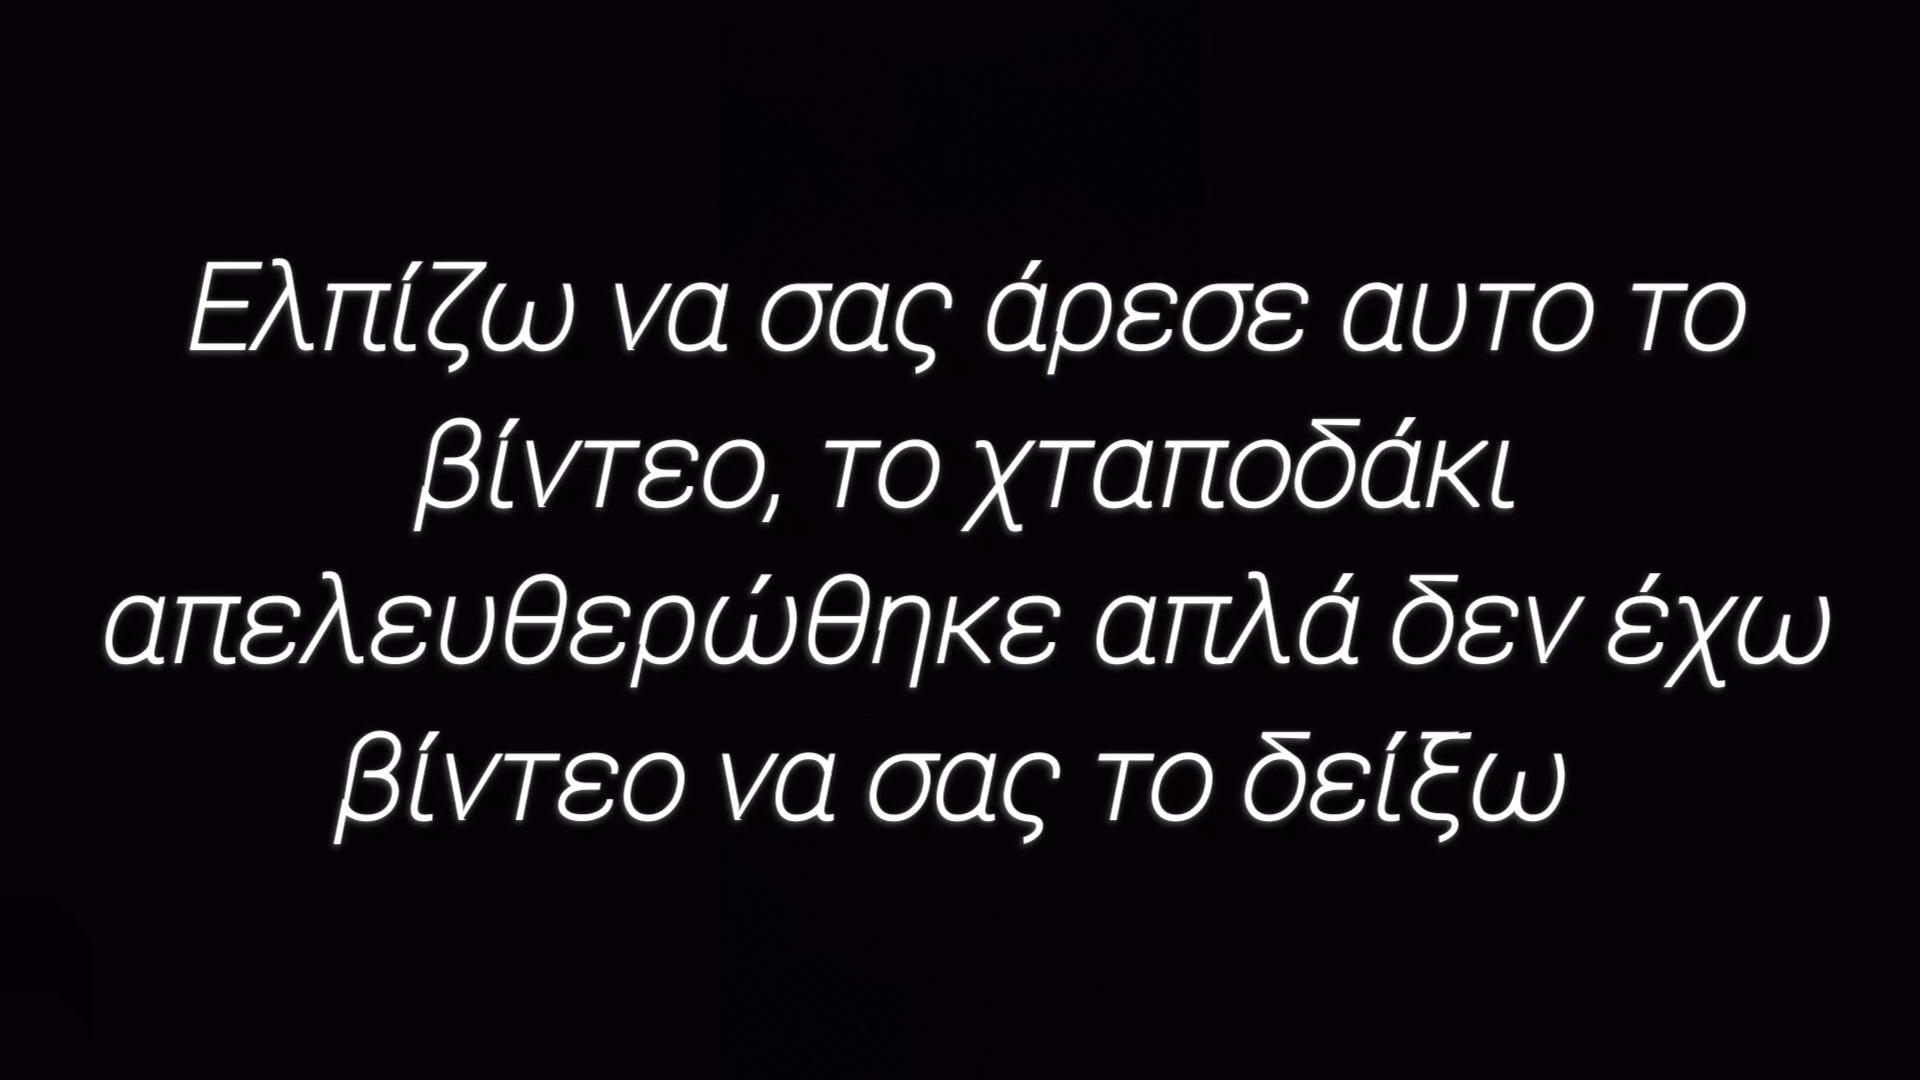 Ελπίζω να σας άρεσε αυτο το
βίντεο, το χταποδάκι
απελευθερώθηκε απλά δεν έχω
βίντεο να σας το δείξω